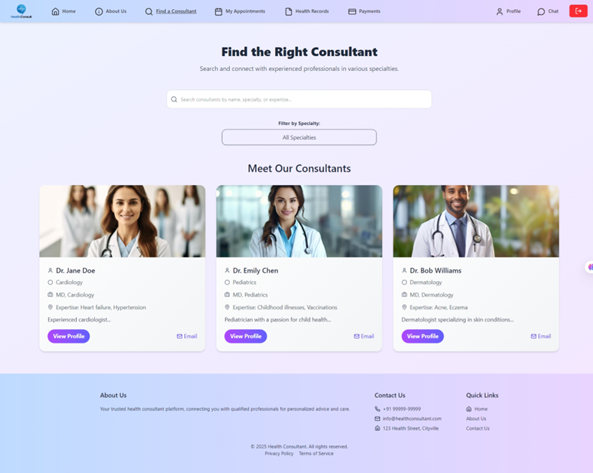 HealthConsult
Home
About Us
Find a Consultant
My Appointments
Health Records
Payments
Profile
Chat
Find the Right Consultant
Search and connect with experienced professionals in various specialties.
Search consultants by name, specialty, or expertise...
Filter by Specialty:
All Specialties
Meet Our Consultants
Dr. Jane Doe
Cardiology
MD, Cardiology
Expertise: Heart failure, Hypertension
Experienced cardiologist...
View Profile
Email
Dr. Emily Chen
Pediatrics
MD, Pediatrics
Expertise: Childhood illnesses, Vaccinations
Pediatrician with a passion for child health...
View Profile
Email
Dr. Bob Williams
Dermatology
MD, Dermatology
Expertise: Acne, Eczema
Dermatologist specializing in skin conditions...
View Profile
Email
About Us
Your trusted health consultant platform, connecting you with qualified professionals for personalized advice and care.
Contact Us
+91 99999-99999
info@healthconsultant.com
123 Health Street, Cityville
Quick Links
Home
About Us
Contact Us
© 2025 Health Consultant. All rights reserved.
Privacy Policy Terms of Service